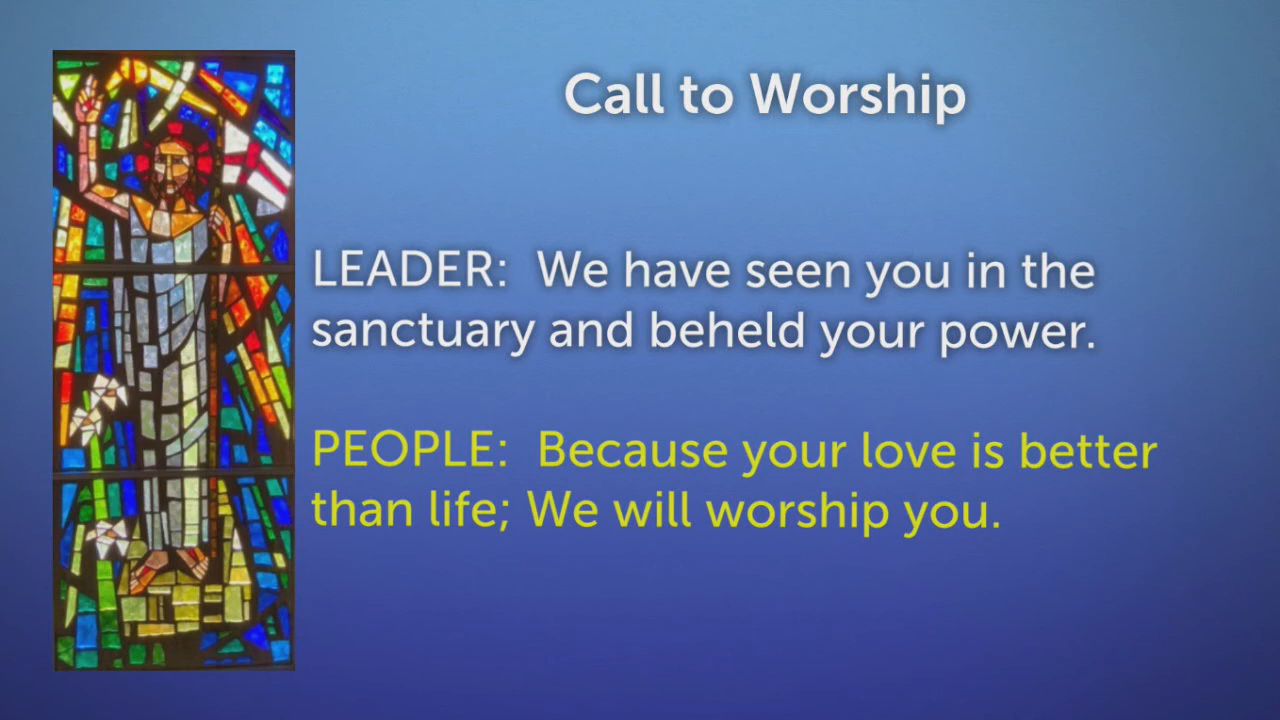 Call to Worship
LEADER:  We have seen you in the
sanctuary and beheld your power.
PEOPLE:  Because your love is better
than life; We will worship you.